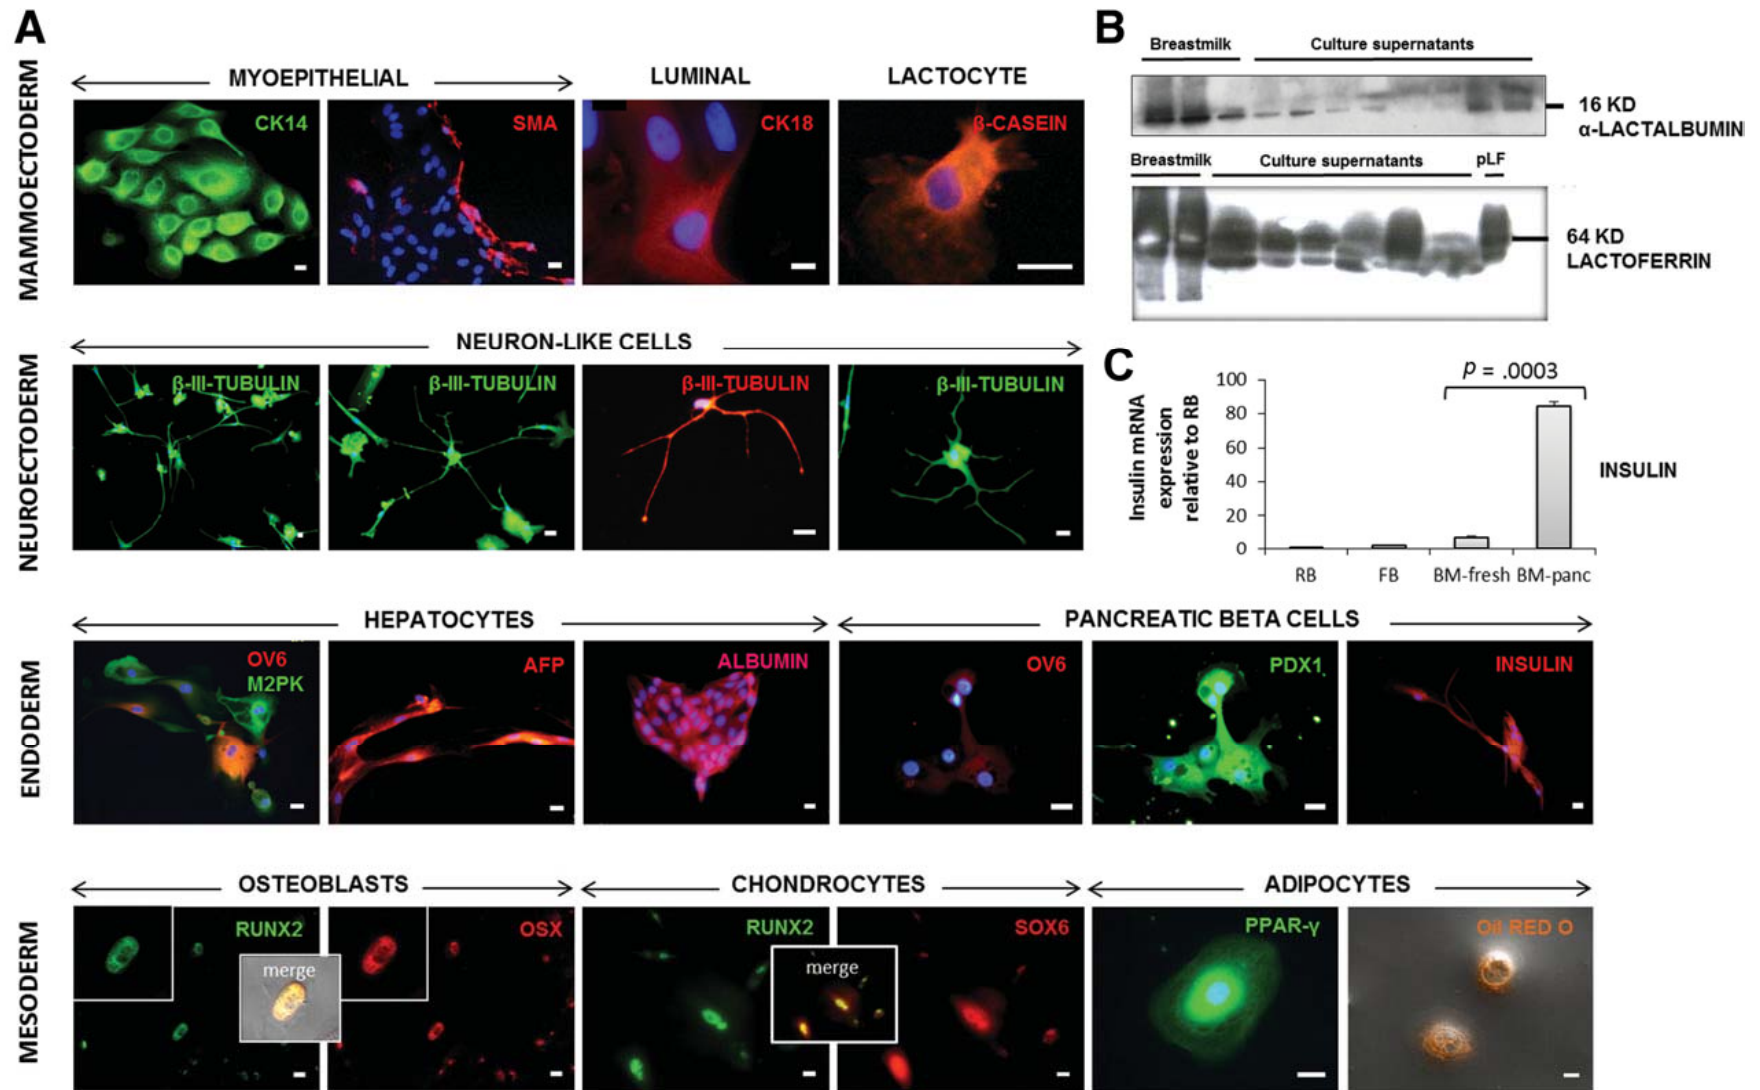 A
MAMMOECTODERM
MYOEPITHELIAL
LUMINAL
LACTOCYTE
CK14
SMA
CK18
ß-CASEIN
NEUROECTODERM
NEURON-LIKE CELLS
β-III-TUBULIN
β-III-TUBULIN
β-III-TUBULIN
β-III-TUBULIN
ENDODERM
HEPATOCYTES
PANCREATIC BETA CELLS
OV6
M2PK
AFP
ALBUMIN
OV6
PDX1
INSULIN
MESODERM
OSTEOBLASTS
CHONDROCYTES
ADIPOCYTES
RUNX2
merge
OSX
RUNX2
merge
SOX6
PPAR-γ
Oil RED O
B
Breastmilk
Culture supernatants
16 KD
α-LACTALBUMIN
Breastmilk
Culture supernatants
pLF
64 KD
LACTOFERRIN
C
Insulin mRNA
expression
relative to RB
100
80
60
40
20
0
p = .0003
INSULIN
RB
FB
BM-fresh
BM-panc